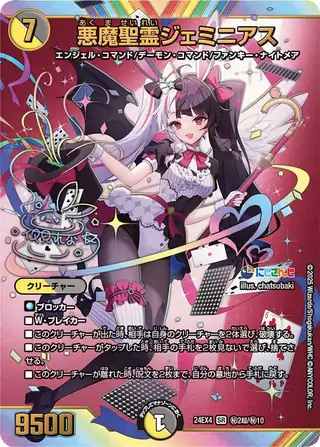 7
あくませいれい
悪魔聖霊ジェミニアス
エンジェル・コマンド/デーモン・コマンド/ファンキー・ナイトメア
にじさんじ
illus. chatsubaki
クリーチャー
ブロッカー
W・ブレイカー
■このクリーチャーが出た時、相手は自身のクリーチャーを2体選び、破壊する。
■このクリーチャーがタップした時、相手の手札を2枚見ないで選び、捨てさせる。
■このクリーチャーが離れた時、呪文を2枚まで、自分の墓地から手札に戻す。
9500
1
24EX4 SR 秘2超/秘10
©2025 Wizards/Shogakukan/WHC ©ANYCOLOR, Inc.